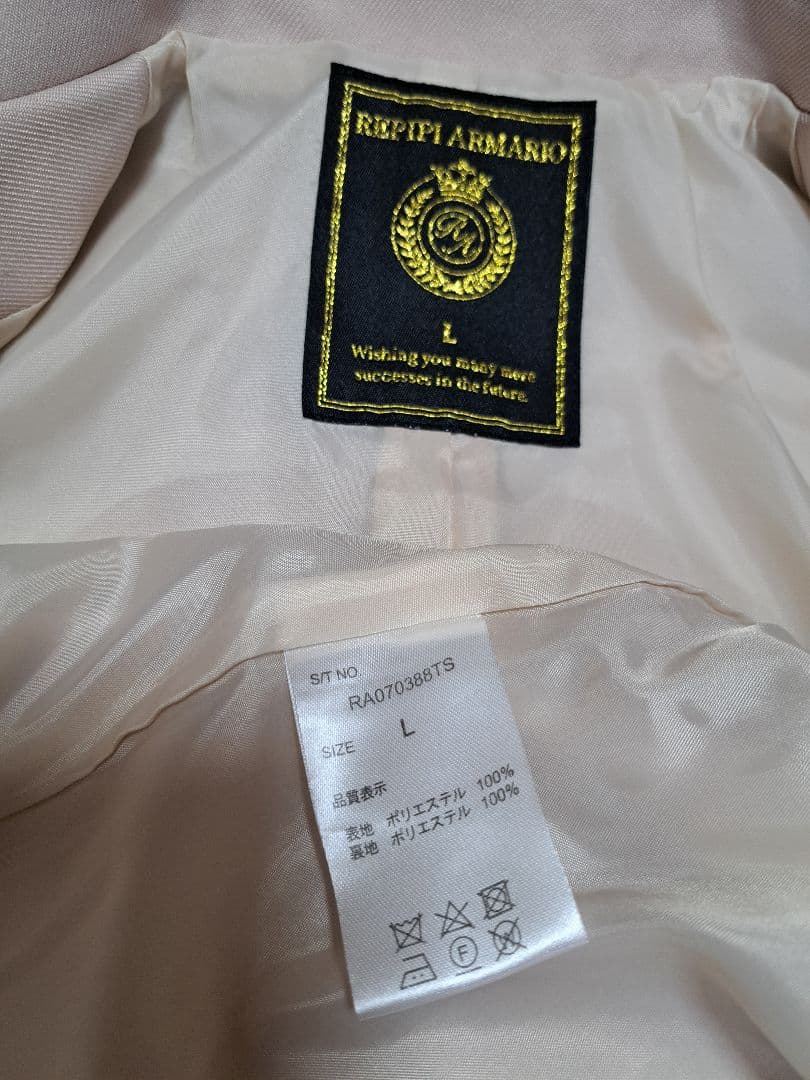 REPIPI ARMARIO
RA
L
Wishing you many more
successes in the future.
S/T NO.
RA070388TS
SIZE
L
品質表示
表地 ポリエステル 100%
裏地 ポリエステル 100%
F
W